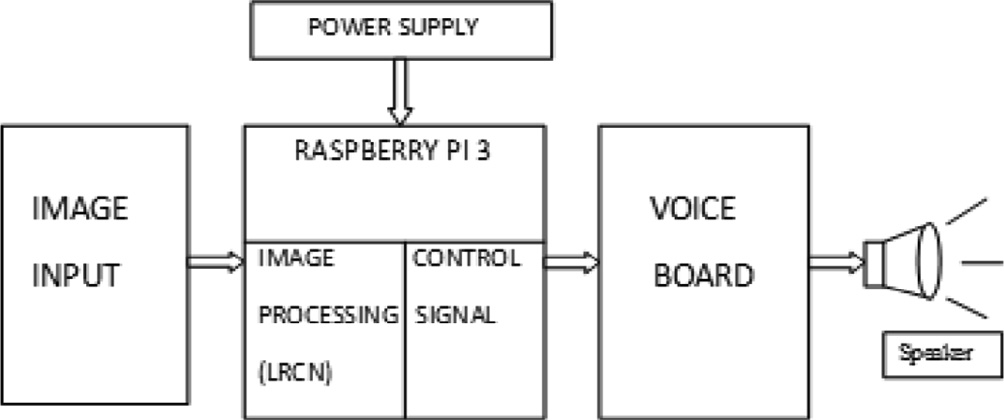 POWER SUPPLY
IMAGE
INPUT
RASPBERRY PI 3
IMAGE
PROCESSING
(LRCN)
CONTROL
SIGNAL
VOICE
BOARD
Speaker